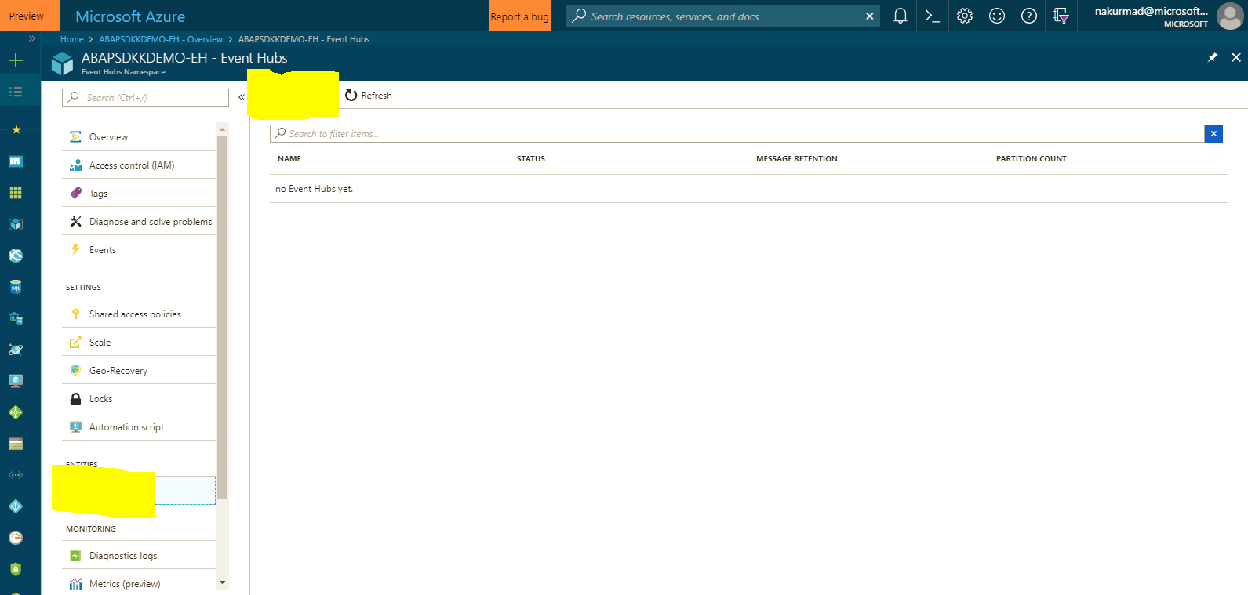 Preview
Microsoft Azure
Report a bug
Search resources, services, and docs
nakurmad@microsoft...
MICROSOFT
Home > ABAPSDKKDEMO-EH - Overview > ABAPSDKKDEMO-EH - Event Hubs
ABAPSDKKDEMO-EH - Event Hubs
Event Hubs Namespace
Search (Ctrl+/)
Refresh
Overview
Access control (IAM)
Tags
Diagnose and solve problems
Events
SETTINGS
Shared access policies
Scale
Geo-Recovery
Locks
Automation script
ENTITIES
MONITORING
Diagnostics logs
Metrics (preview)
Search to filter items...
NAME STATUS MESSAGE RETENTION PARTITION COUNT
no Event Hubs yet.